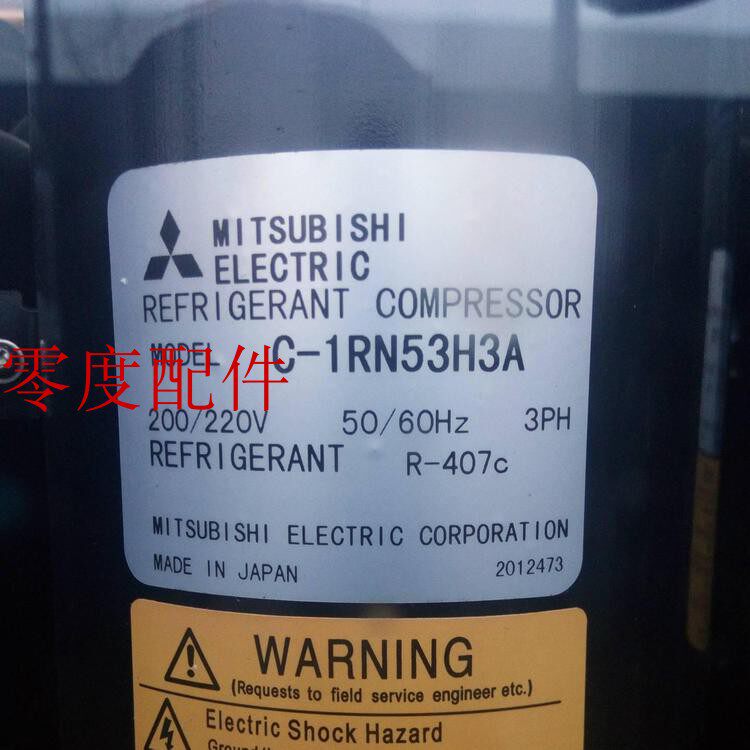 MITSUBISHI
ELECTRIC
REFRIGERANT COMPRESSOR
MODEL C-1RN53H3A
零度配件
200/220V 50/60Hz 3PH
REFRIGERANT R-407c
MITSUBISHI ELECTRIC CORPORATION
MADE IN JAPAN 2012473
WARNING
(Requests to field service engineer etc.)
Electric Shock Hazard